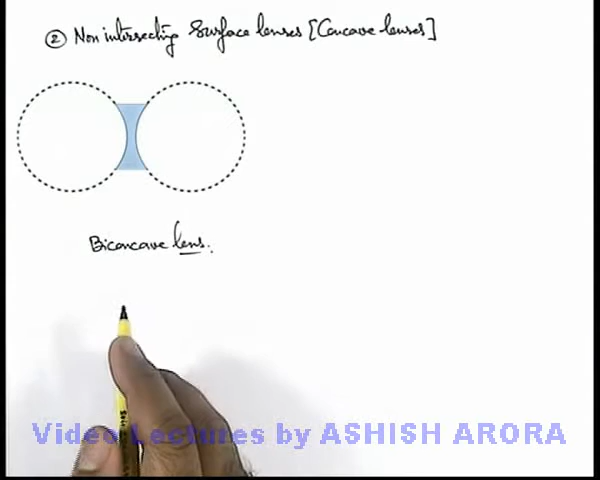 ② Non intersecting Surface lenses [Concave lenses]
Biconcave lens.
Video Lectures by ASHISH ARORA